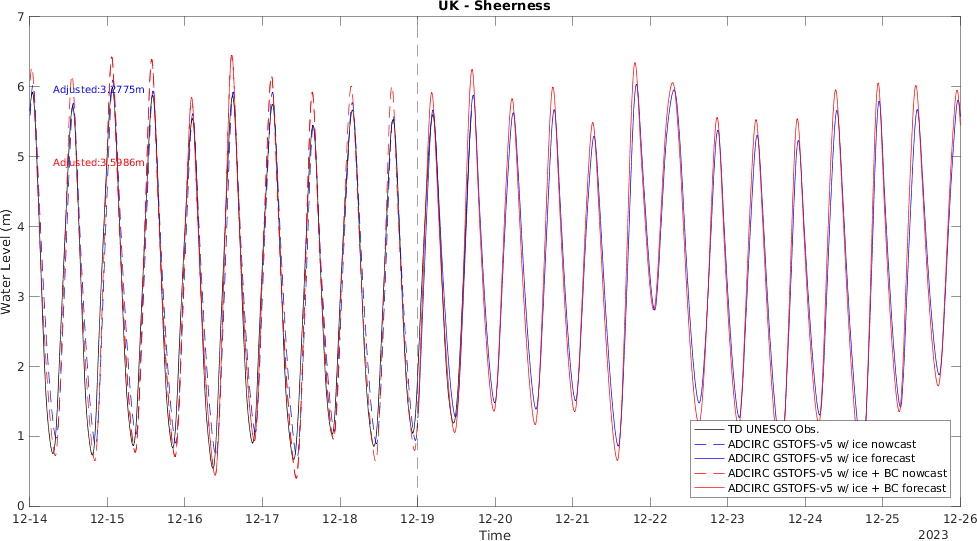 UK - Sheerness
7
6
5
4
3
2
1
0
Water Level (m)
Adjusted:3.2775m
Adjusted:3.5986m
TD UNESCO Obs.
ADCIRC GSTOFS-v5 w/ ice nowcast
ADCIRC GSTOFS-v5 w/ ice forecast
ADCIRC GSTOFS-v5 w/ ice + BC nowcast
ADCIRC GSTOFS-v5 w/ ice + BC forecast
12-14 12-15 12-16 12-17 12-18 12-19 12-20 12-21 12-22 12-23 12-24 12-25 12-26
Time
2023